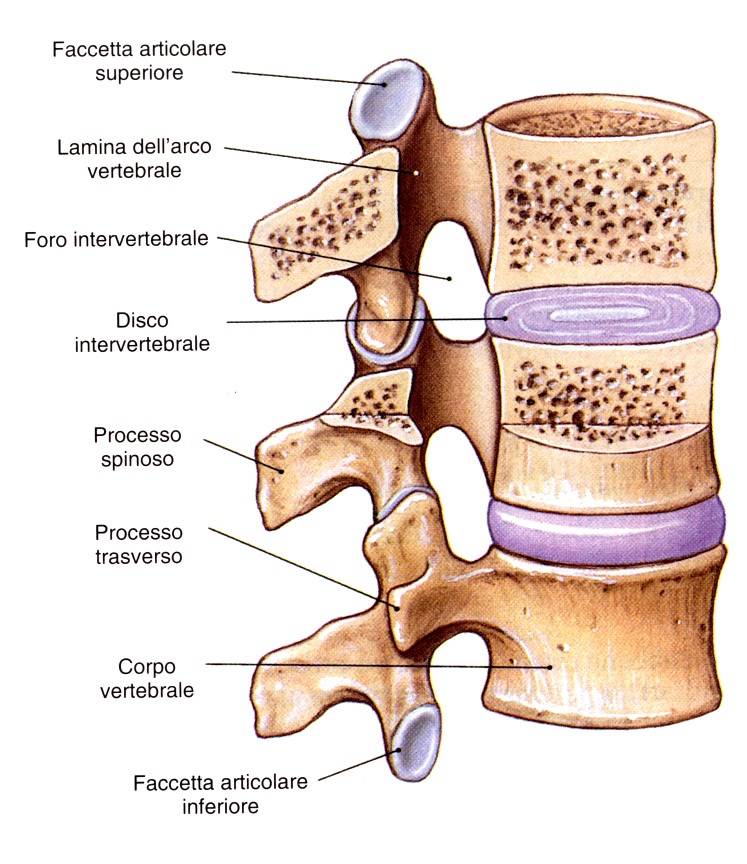 Faccetta articolare
superiore
Lamina dell'arco
vertebrale
Foro intervertebrale
Disco
intervertebrale
Processo
spinoso
Processo
trasverso
Corpo
vertebrale
Faccetta articolare
inferiore